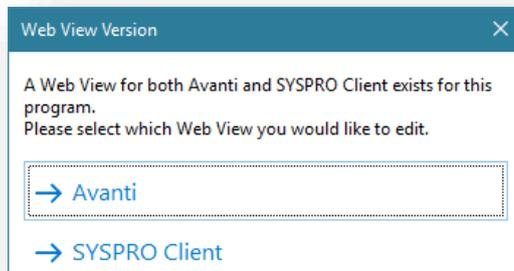 Web View Version
A Web View for both Avanti and SYSPRO Client exists for this
program.
Please select which Web View you would like to edit.
Avanti
SYSPRO Client